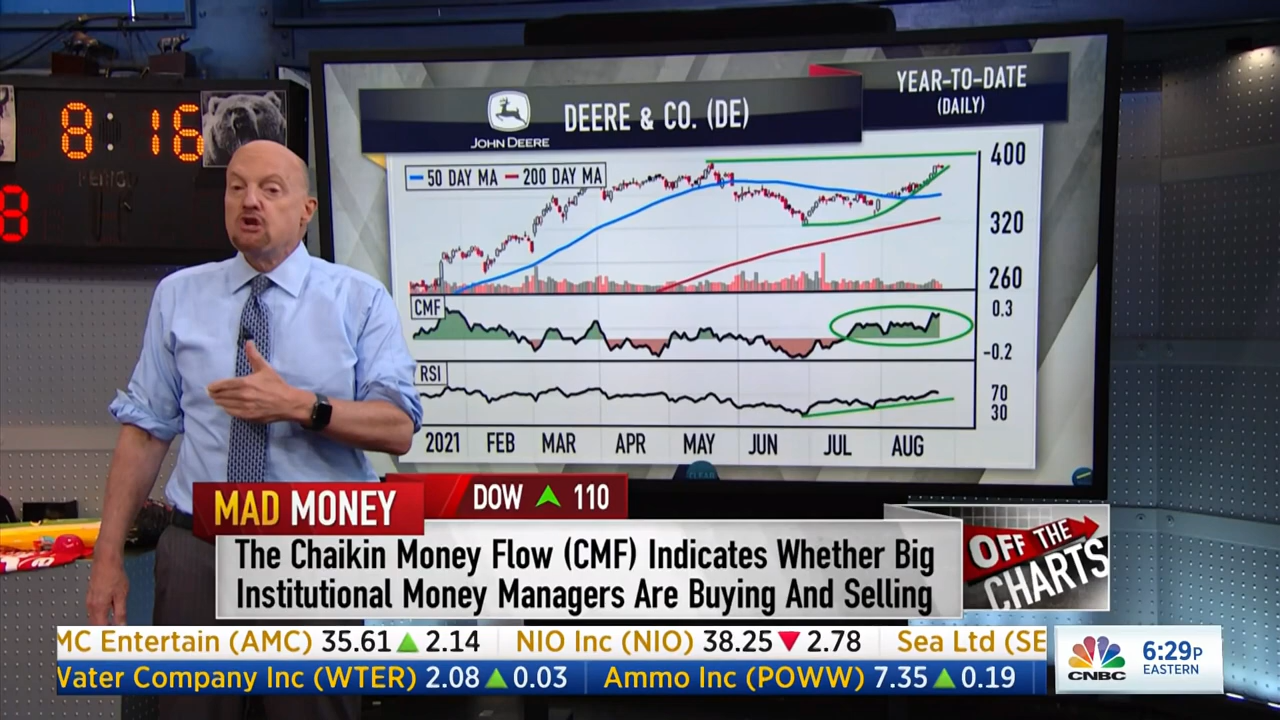 8:16
PERIOD
8
JOHN DEERE
DEERE & CO. (DE)
YEAR-TO-DATE
(DAILY)
50 DAY MA
200 DAY MA
400
320
260
CMF
0.3
-0.2
RSI
70
30
2021 FEB MAR APR MAY JUN JUL AUG
CLEAR
DOW 110
MAD MONEY
The Chaikin Money Flow (CMF) Indicates Whether Big
Institutional Money Managers Are Buying And Selling
OFF THE
CHARTS
MC Entertain (AMC) 35.61 2.14 NIO Inc (NIO) 38.25 2.78 Sea Ltd (SE
Water Company Inc (WTER) 2.08 0.03 Ammo Inc (POWW) 7.35 0.19
CNBC
6:29P
EASTERN